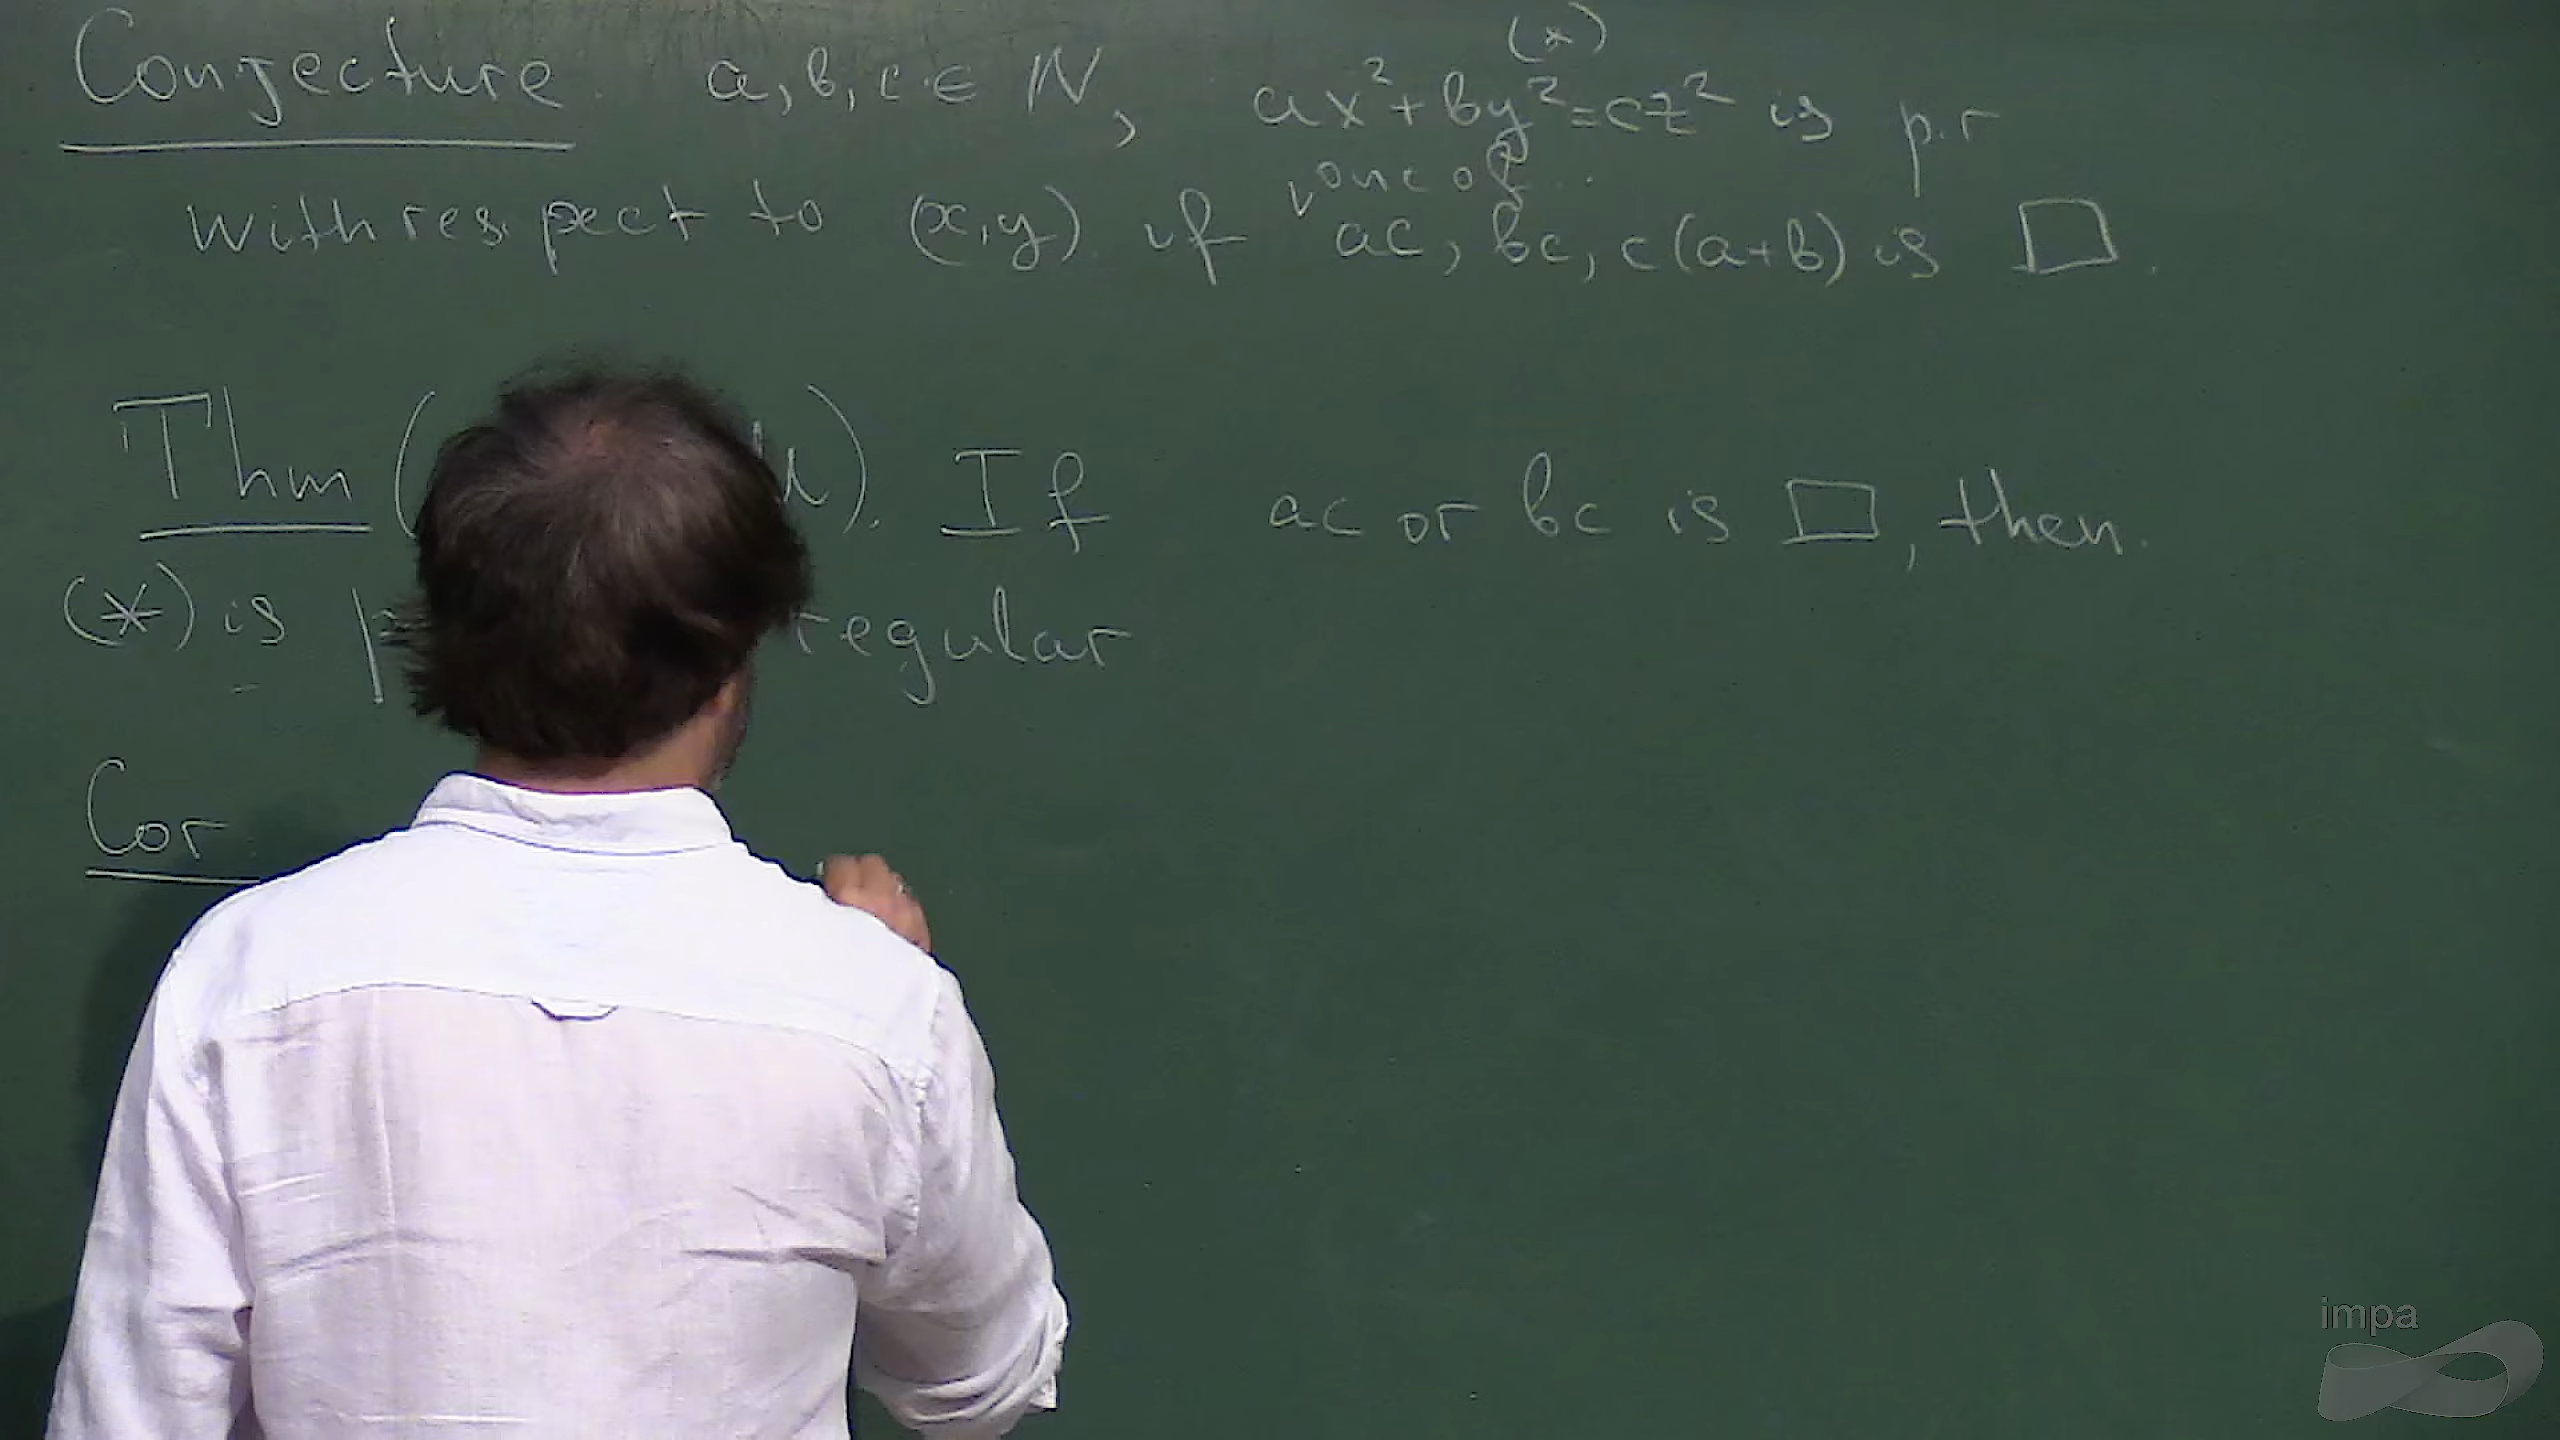 Conjecture. a, b, c ∈ ℕ, ax² + by² = cz² is p.r
(*)
one of
with respect to (x,y) if ac, bc, c(a+b) is □.
Thm ( ). If ac or bc is □, then.
(*) is regular
Cor
impa